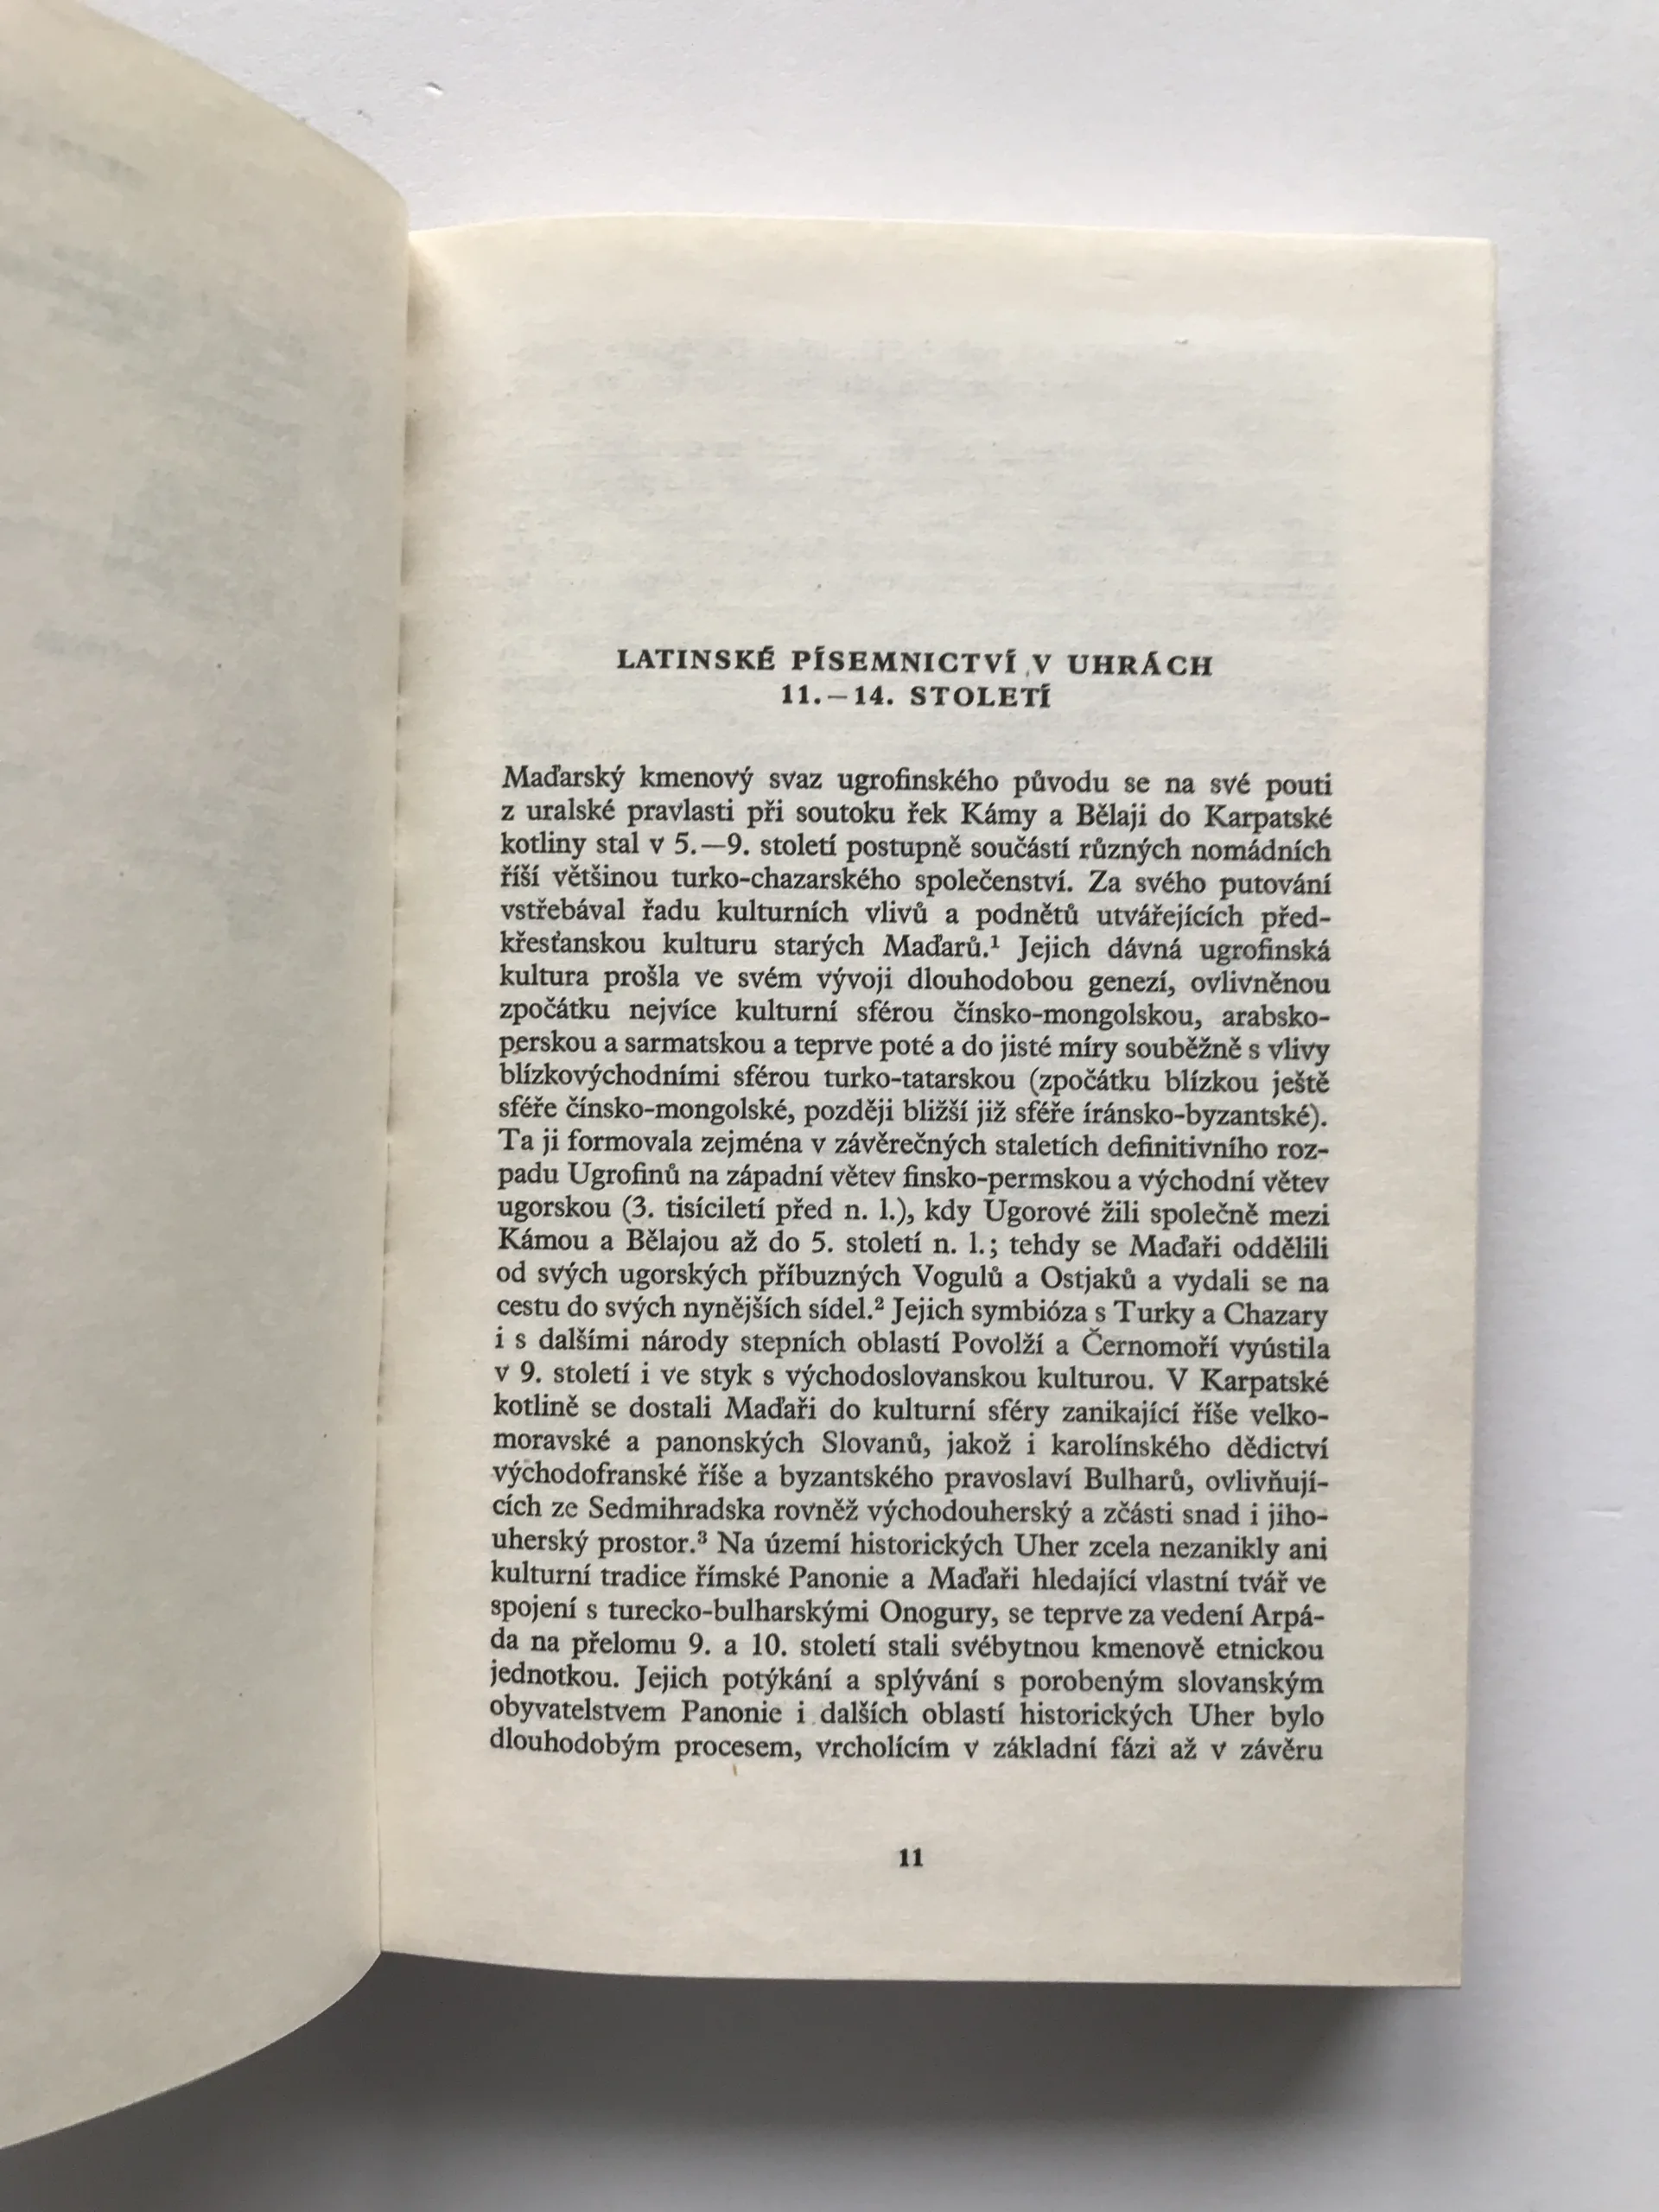 LATINSKÉ PÍSEMNICTVÍ V UHRÁCH
11.—14. STOLETÍ
Maďarský kmenový svaz ugrofinského původu se na své pouti
z uralské pravlasti při soutoku řek Kámy a Bělaji do Karpatské
kotliny stal v 5.—9. století postupně součástí různých nomádních
říší většinou turko-chazarského společenství. Za svého putování
vstřebával řadu kulturních vlivů a podnětů utvářejících před-
křesťanskou kulturu starých Maďarů.¹ Jejich dávná ugrofinská
kultura prošla ve svém vývoji dlouhodobou genezí, ovlivněnou
zpočátku nejvíce kulturní sférou čínsko-mongolskou, arabsko-
perskou a sarmatskou a teprve poté a do jisté míry souběžně s vlivy
blízkovýchodními sférou turko-tatarskou (zpočátku blízkou ještě
sféře čínsko-mongolské, později bližší již sféře íránsko-byzantské).
Ta ji formovala zejména v závěrečných staletích definitivního roz-
padu Ugrofinů na západní větev finsko-permskou a východní větev
ugorskou (3. tisíciletí před n. l.), kdy Ugorové žili společně mezi
Kámou a Bělajou až do 5. století n. l.; tehdy se Maďaři oddělili
od svých ugorských příbuzných Vogulů a Ostjaků a vydali se na
cestu do svých nynějších sídel.² Jejich symbióza s Turky a Chazary
i s dalšími národy stepních oblastí Povolží a Černomoří vyústila
v 9. století i ve styk s východoslovanskou kulturou. V Karpatské
kotlině se dostali Maďaři do kulturní sféry zanikající říše velko-
moravské a panonských Slovanů, jakož i karolínského dědictví
východofranské říše a byzantského pravoslaví Bulharů, ovlivňují-
cích ze Sedmihradska rovněž východouherský a zčásti snad i jiho-
uherský prostor.³ Na území historických Uher zcela nezanikly ani
kulturní tradice římské Panonie a Maďaři hledající vlastní tvář ve
spojení s turecko-bulharskými Onogury, se teprve za vedení Arpá-
da na přelomu 9. a 10. století stali svébytnou kmenově etnickou
jednotkou. Jejich potýkání a splývání s porobeným slovanským
obyvatelstvem Panonie i dalších oblastí historických Uher bylo
dlouhodobým procesem, vrcholícím v základní fázi až v závěru
11